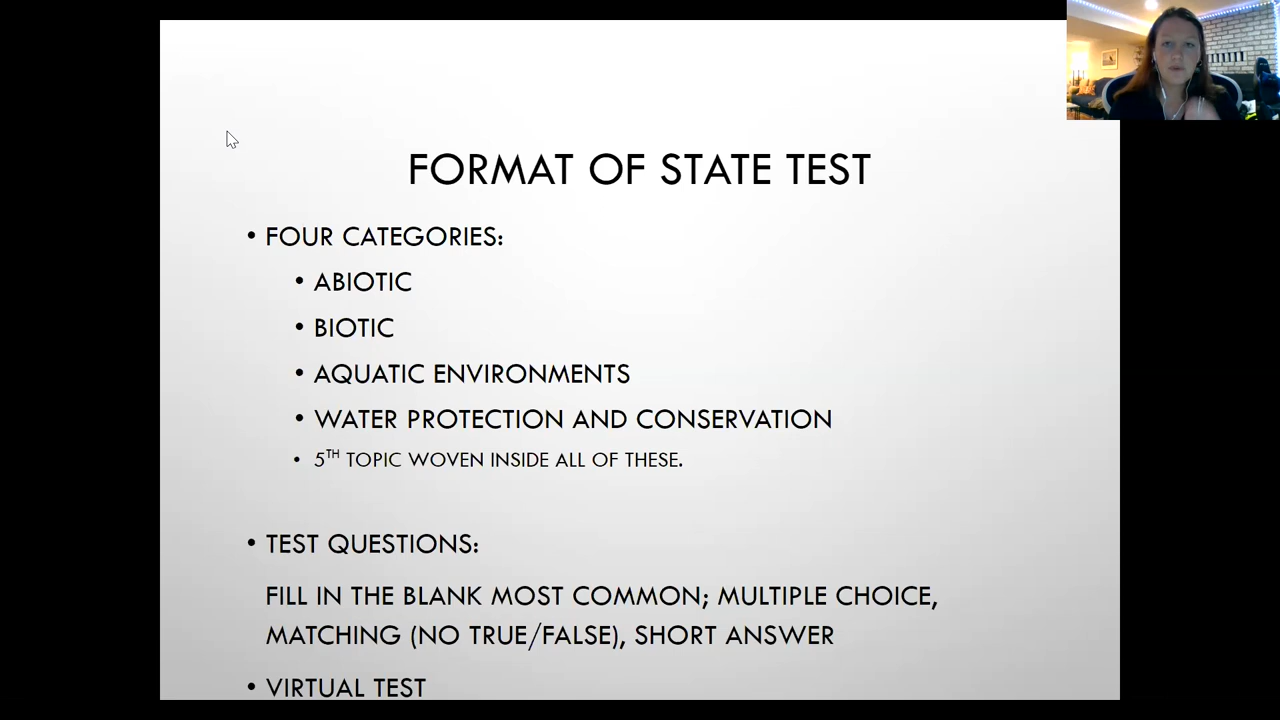 FORMAT OF STATE TEST
• FOUR CATEGORIES:
• ABIOTIC
• BIOTIC
• AQUATIC ENVIRONMENTS
• WATER PROTECTION AND CONSERVATION
• 5TH TOPIC WOVEN INSIDE ALL OF THESE.
• TEST QUESTIONS:
FILL IN THE BLANK MOST COMMON; MULTIPLE CHOICE,
MATCHING (NO TRUE/FALSE), SHORT ANSWER
• VIRTUAL TEST